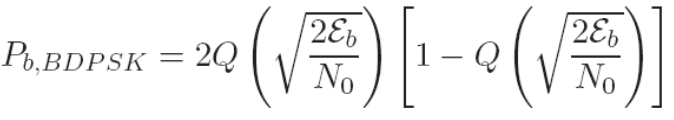 P_{b,BDPSK} = 2Q \left( \sqrt{\frac{2\mathcal{E}_b}{N_0}} \right) \left[ 1 - Q \left( \sqrt{\frac{2\mathcal{E}_b}{N_0}} \right) \right]